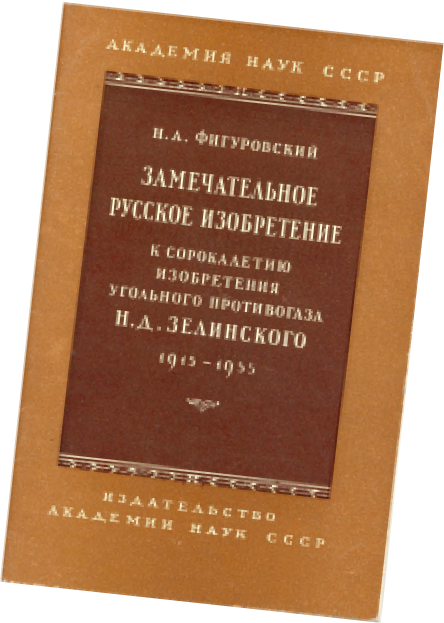 АКАДЕМИЯ НАУК СССР
Н. А. ФИГУРОВСКИЙ
ЗАМЕЧАТЕЛЬНОЕ
РУССКОЕ ИЗОБРЕТЕНИЕ
К СОРОКАЛЕТИЮ
ИЗОБРЕТЕНИЯ
УГОЛЬНОГО ПРОТИВОГАЗА
Н. Д. ЗЕЛИНСКОГО
1915–1955
ИЗДАТЕЛЬСТВО
АКАДЕМИИ НАУК СССР